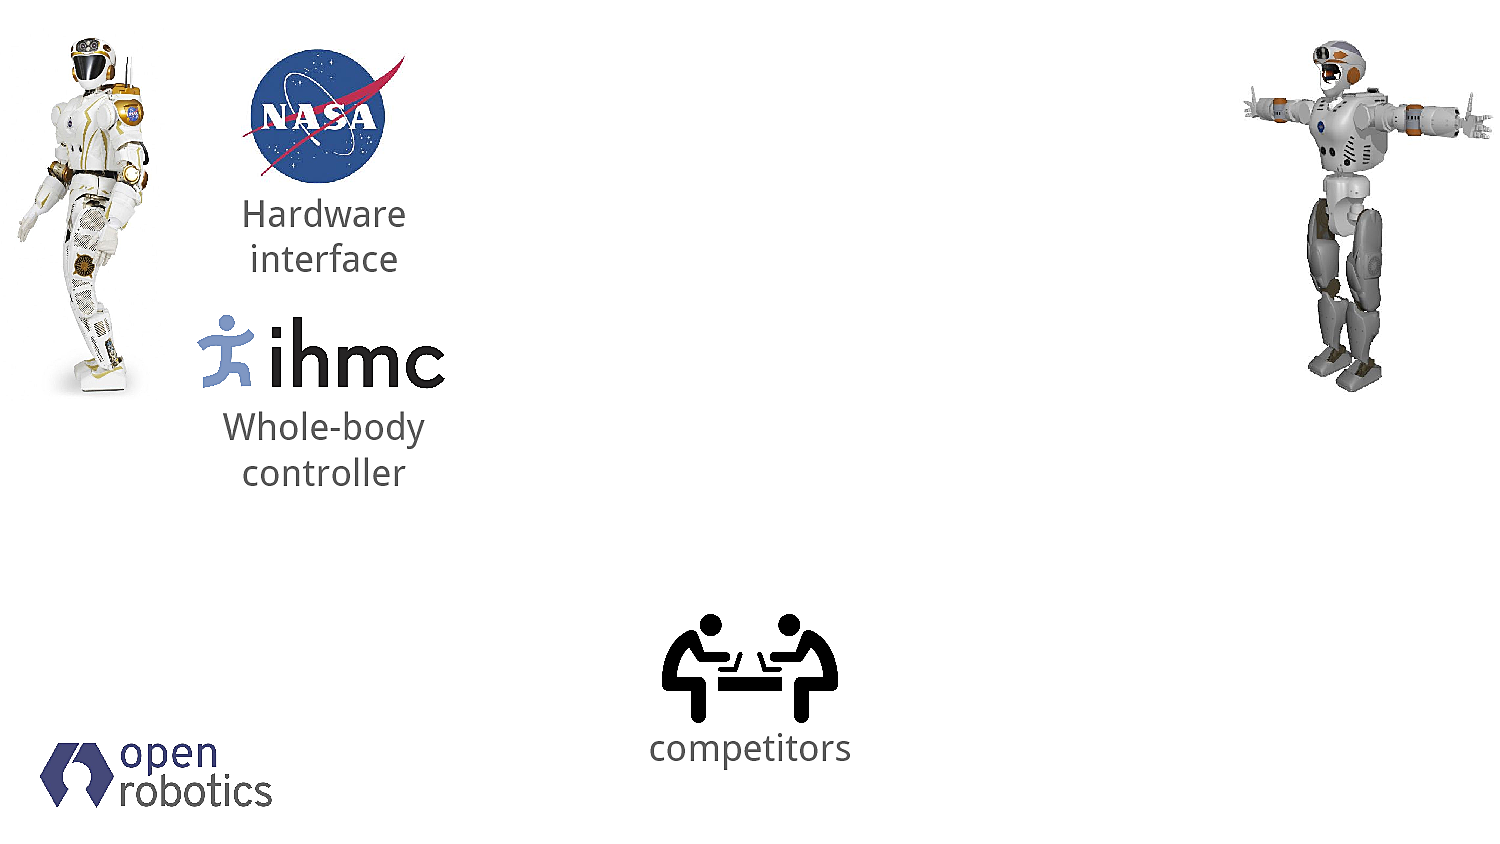 NASA
Hardware
interface
ihmc
Whole-body
controller
competitors
open
robotics